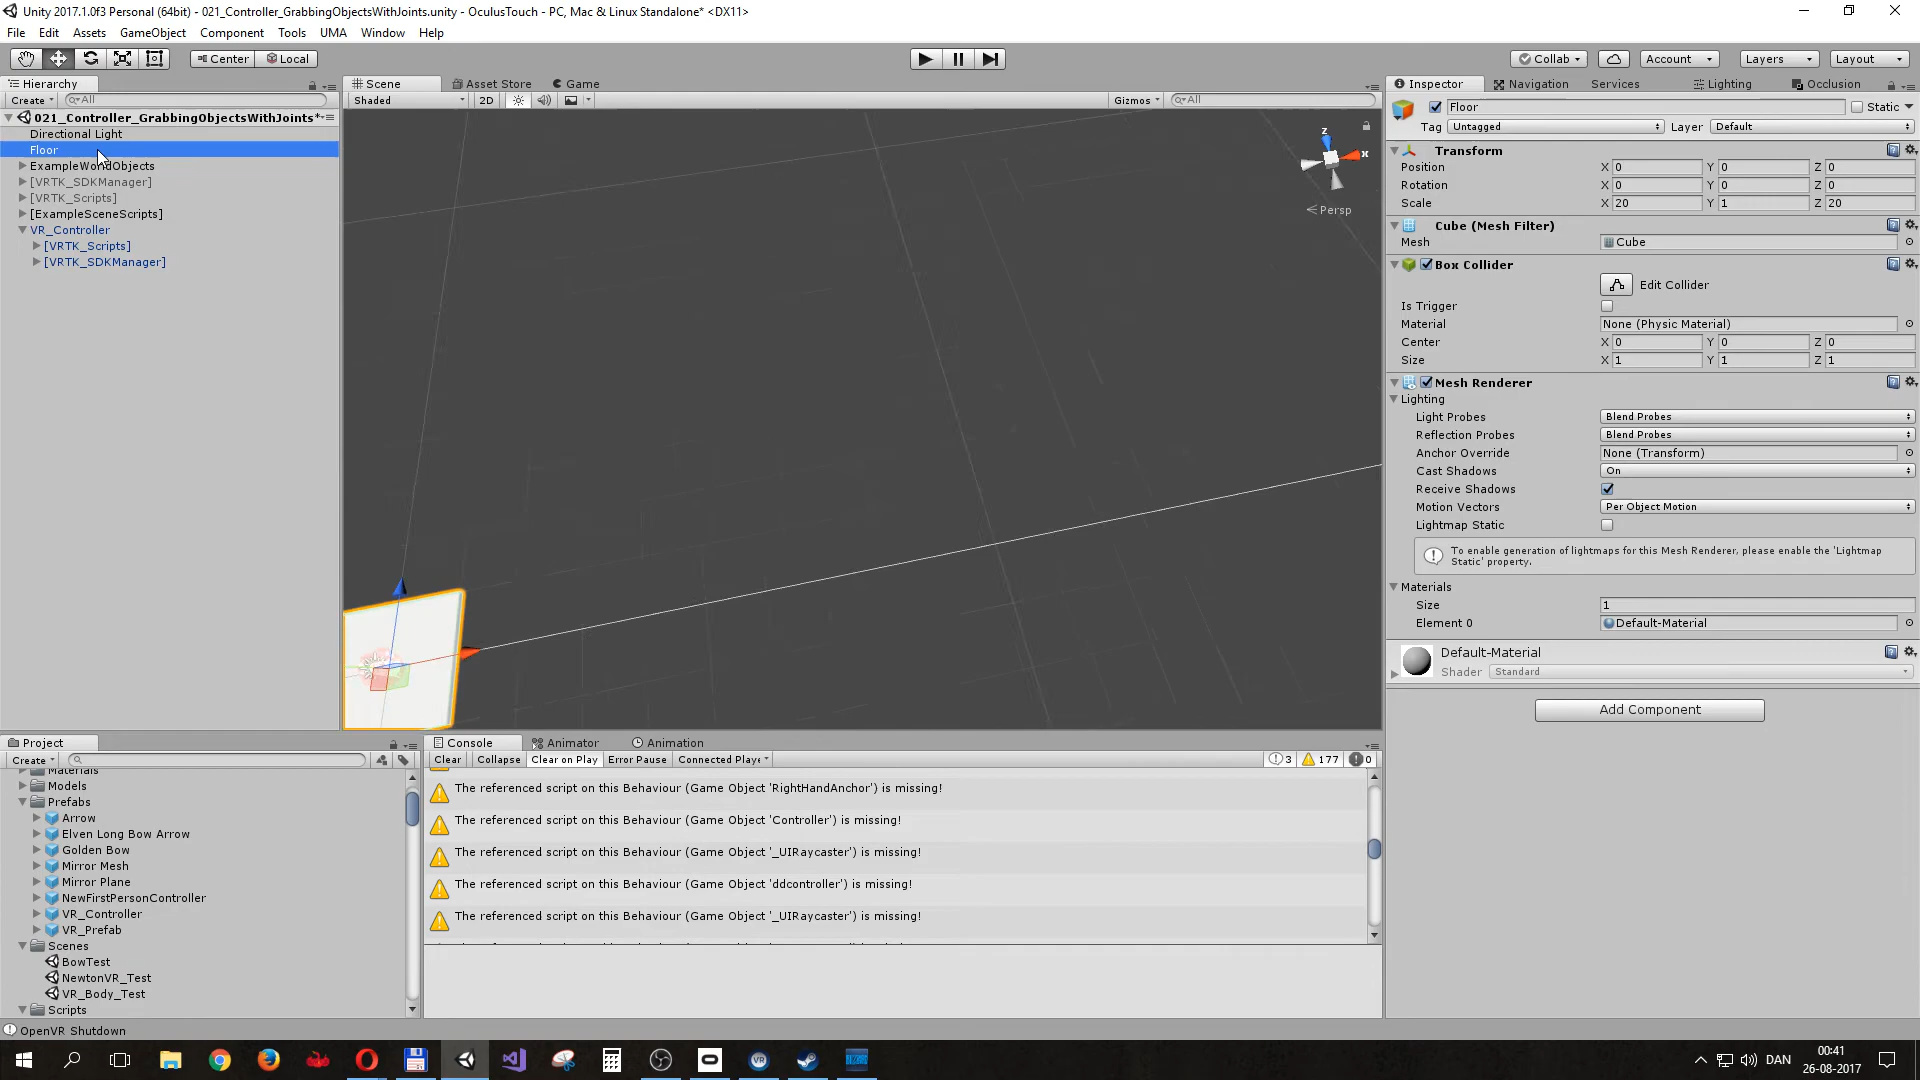 Unity 2017.1.0f3 Personal (64bit) - 021_Controller_GrabbingObjectsWithJoints.unity - OculusTouch - PC, Mac & Linux Standalone* <DX11>
File Edit Assets GameObject Component Tools UMA Window Help
Center Local Collab Account Layers Layout
Hierarchy
Create All
021_Controller_GrabbingObjectsWithJoints*
Directional Light
Floor
ExampleWorldObjects
[VRTK_SDKManager]
[VRTK_Scripts]
[ExampleSceneScripts]
VR_Controller
[VRTK_Scripts]
[VRTK_SDKManager]
Scene Asset Store Game
Shaded 2D Gizmos All
z
x
Persp
Inspector Navigation Services Lighting Occlusion
Floor Static
Tag Untagged Layer Default
Transform
Position X 0 Y 0 Z 0
Rotation X 0 Y 0 Z 0
Scale X 20 Y 1 Z 20
Cube (Mesh Filter)
Mesh Cube
Box Collider
Edit Collider
Is Trigger
Material None (Physic Material)
Center X 0 Y 0 Z 0
Size X 1 Y 1 Z 1
Mesh Renderer
Lighting
Light Probes Blend Probes
Reflection Probes Blend Probes
Anchor Override None (Transform)
Cast Shadows On
Receive Shadows
Motion Vectors Per Object Motion
Lightmap Static
To enable generation of lightmaps for this Mesh Renderer, please enable the 'Lightmap
Static' property.
Materials
Size 1
Element 0 Default-Material
Default-Material
Shader Standard
Add Component
Project
Create
Materials
Models
Prefabs
Arrow
Elven Long Bow Arrow
Golden Bow
Mirror Mesh
Mirror Plane
NewFirstPersonController
VR_Controller
VR_Prefab
Scenes
BowTest
NewtonVR_Test
VR_Body_Test
Scripts
Console Animator Animation
Clear Collapse Clear on Play Error Pause Connected Playe 3 177 0
The referenced script on this Behaviour (Game Object 'RightHandAnchor') is missing!
The referenced script on this Behaviour (Game Object 'Controller') is missing!
The referenced script on this Behaviour (Game Object '_UIRaycaster') is missing!
The referenced script on this Behaviour (Game Object 'ddcontroller') is missing!
The referenced script on this Behaviour (Game Object '_UIRaycaster') is missing!
OpenVR Shutdown
VR
DAN
00:41
26-08-2017